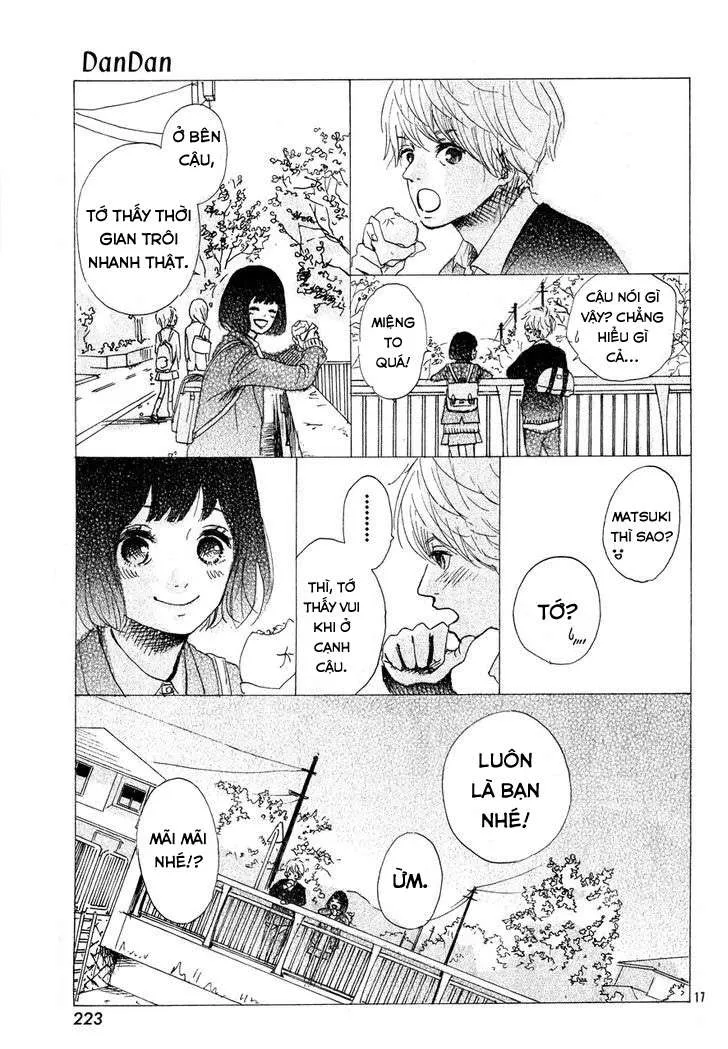 DanDan
CẬU NÓI GÌ
VẬY? CHẲNG
HIỂU GÌ
CẢ...
MIỆNG
TO
QUÁ!
Ở BÊN
CẬU,
TỚ THẤY THỜI
GIAN TRÔI
NHANH THẬT.
MATSUKI
THÌ SAO?
TỚ?
THÌ, TỚ
THẤY VUI
KHI Ở
CẠNH
CẬU.
LUÔN
LÀ BẠN
NHÉ!
ỪM.
MÃI MÃI
NHÉ!?
17
223